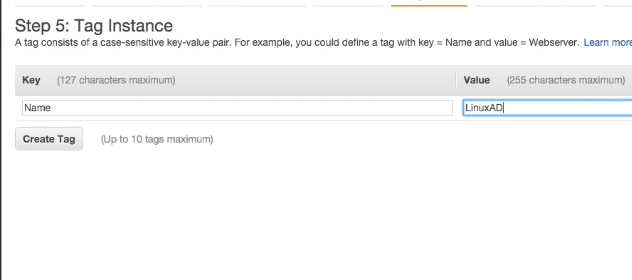 Step 5: Tag Instance
A tag consists of a case-sensitive key-value pair. For example, you could define a tag with key = Name and value = Webserver. Learn more
Key (127 characters maximum) Value (255 characters maximum)
Name LinuxAD
Create Tag (Up to 10 tags maximum)